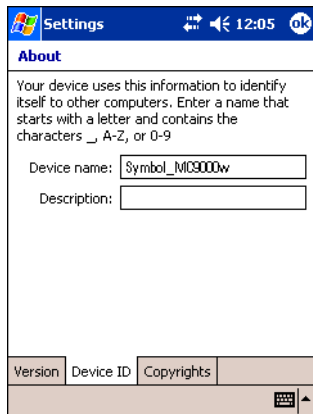 Settings 12:05 ok
About
Your device uses this information to identify
itself to other computers. Enter a name that
starts with a letter and contains the
characters _, A-Z, or 0-9
Device name: Symbol_MC9000w
Description:
Version Device ID Copyrights